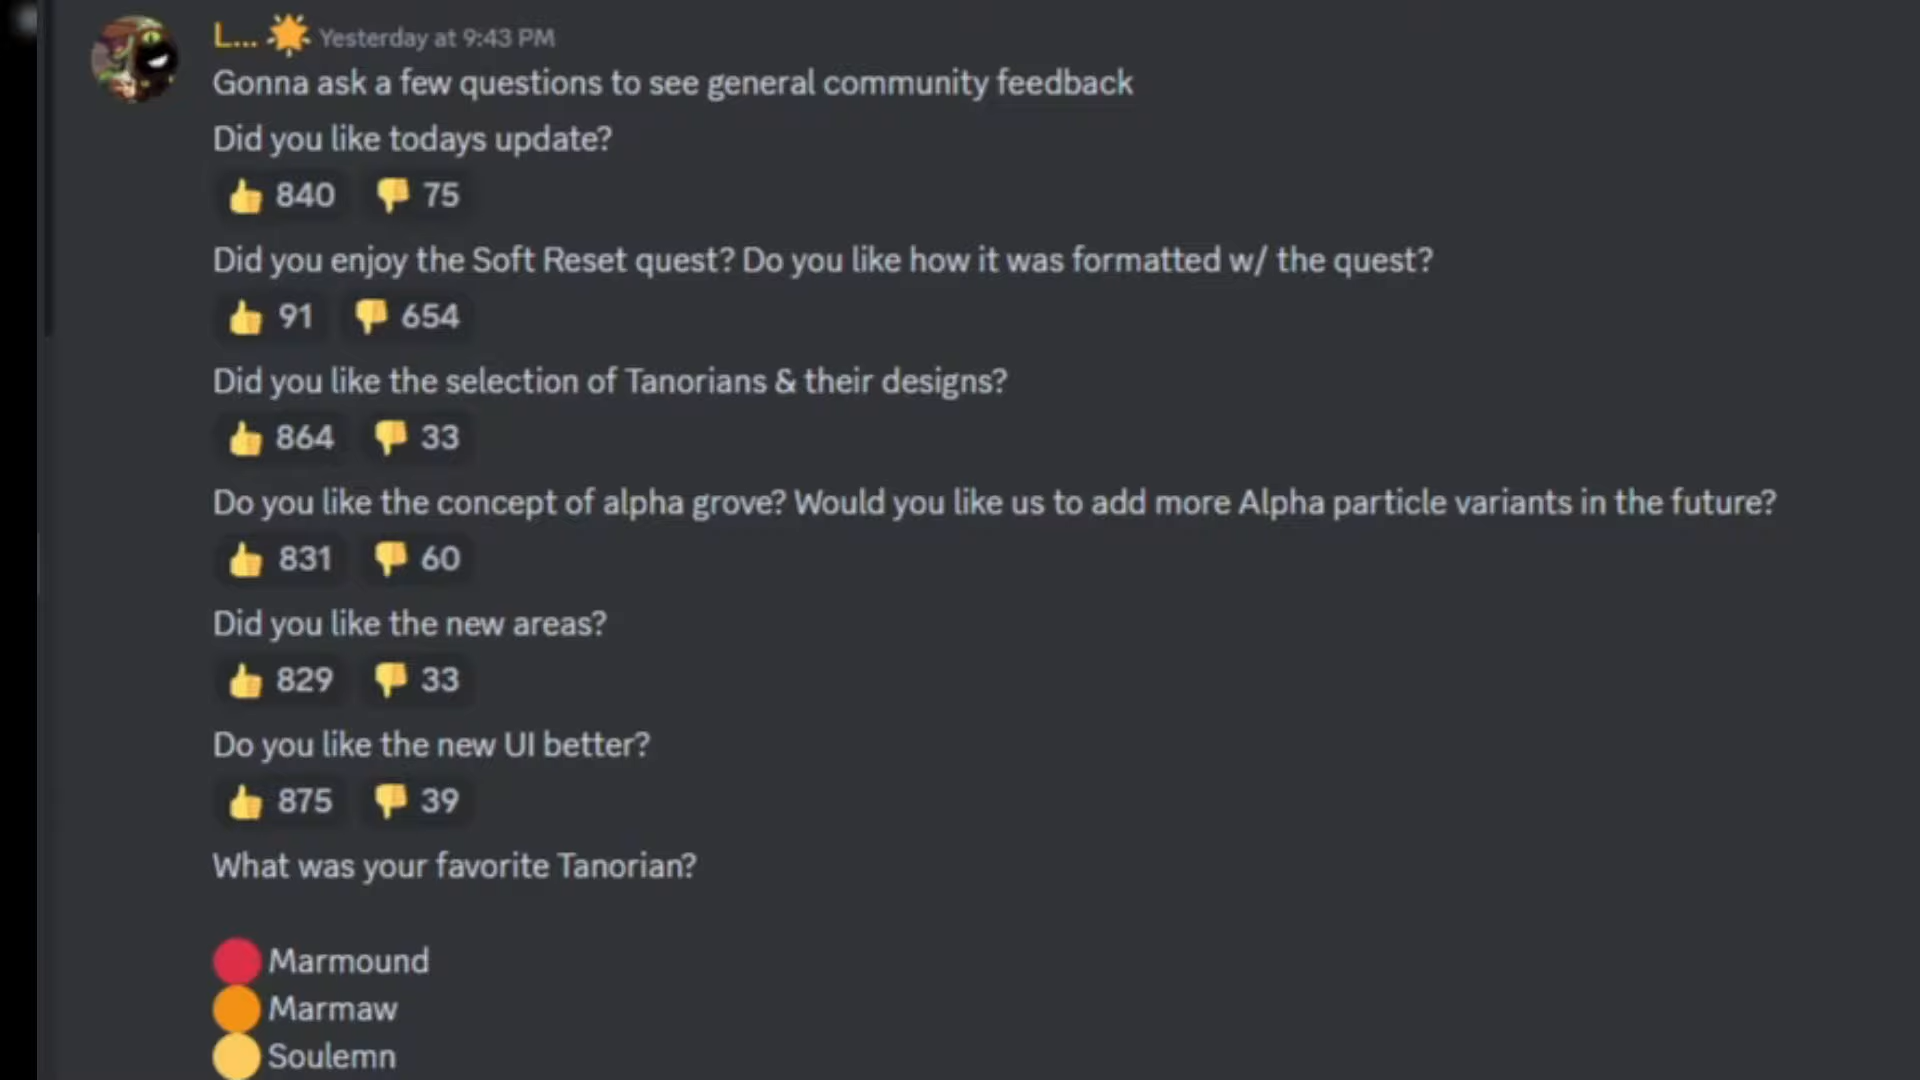 L... Yesterday at 9:43 PM
Gonna ask a few questions to see general community feedback
Did you like todays update?
840 75
Did you enjoy the Soft Reset quest? Do you like how it was formatted w/ the quest?
91 654
Did you like the selection of Tanorians & their designs?
864 33
Do you like the concept of alpha grove? Would you like us to add more Alpha particle variants in the future?
831 60
Did you like the new areas?
829 33
Do you like the new UI better?
875 39
What was your favorite Tanorian?
Marmound
Marmaw
Soulemn